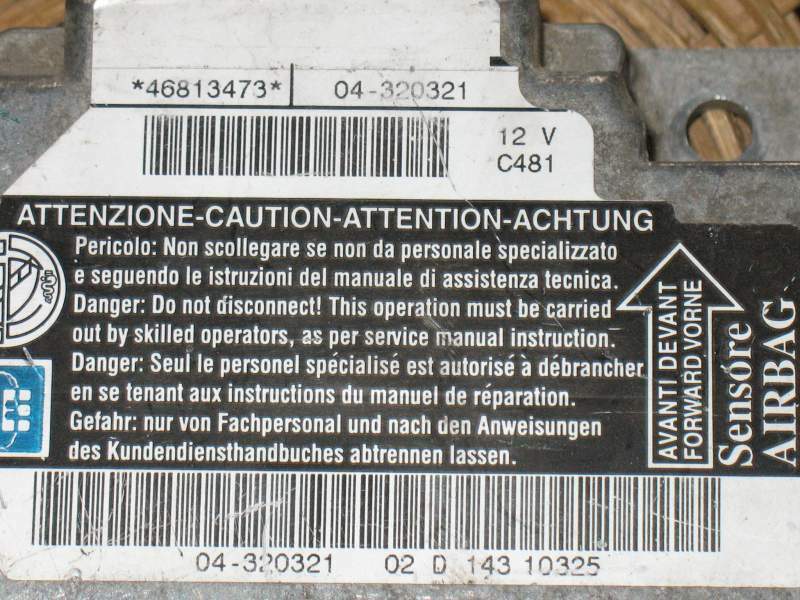 *46813473* 04-320321
12 V
C481
ATTENZIONE-CAUTION-ATTENTION-ACHTUNG
Pericolo: Non scollegare se non da personale specializzato
e seguendo le istruzioni del manuale di assistenza tecnica.
Danger: Do not disconnect! This operation must be carried
out by skilled operators, as per service manual instruction.
Danger: Seul le personel spécialisé est autorisé à débrancher
en se tenant aux instructions du manuel de réparation.
Gefahr: nur von Fachpersonal und nach den Anweisungen
des Kundendiensthandbuches abtrennen lassen.
AVANTI DEVANT
FORWARD VORNE
Sensore
AIRBAG
04-320321 02 D 143 10325